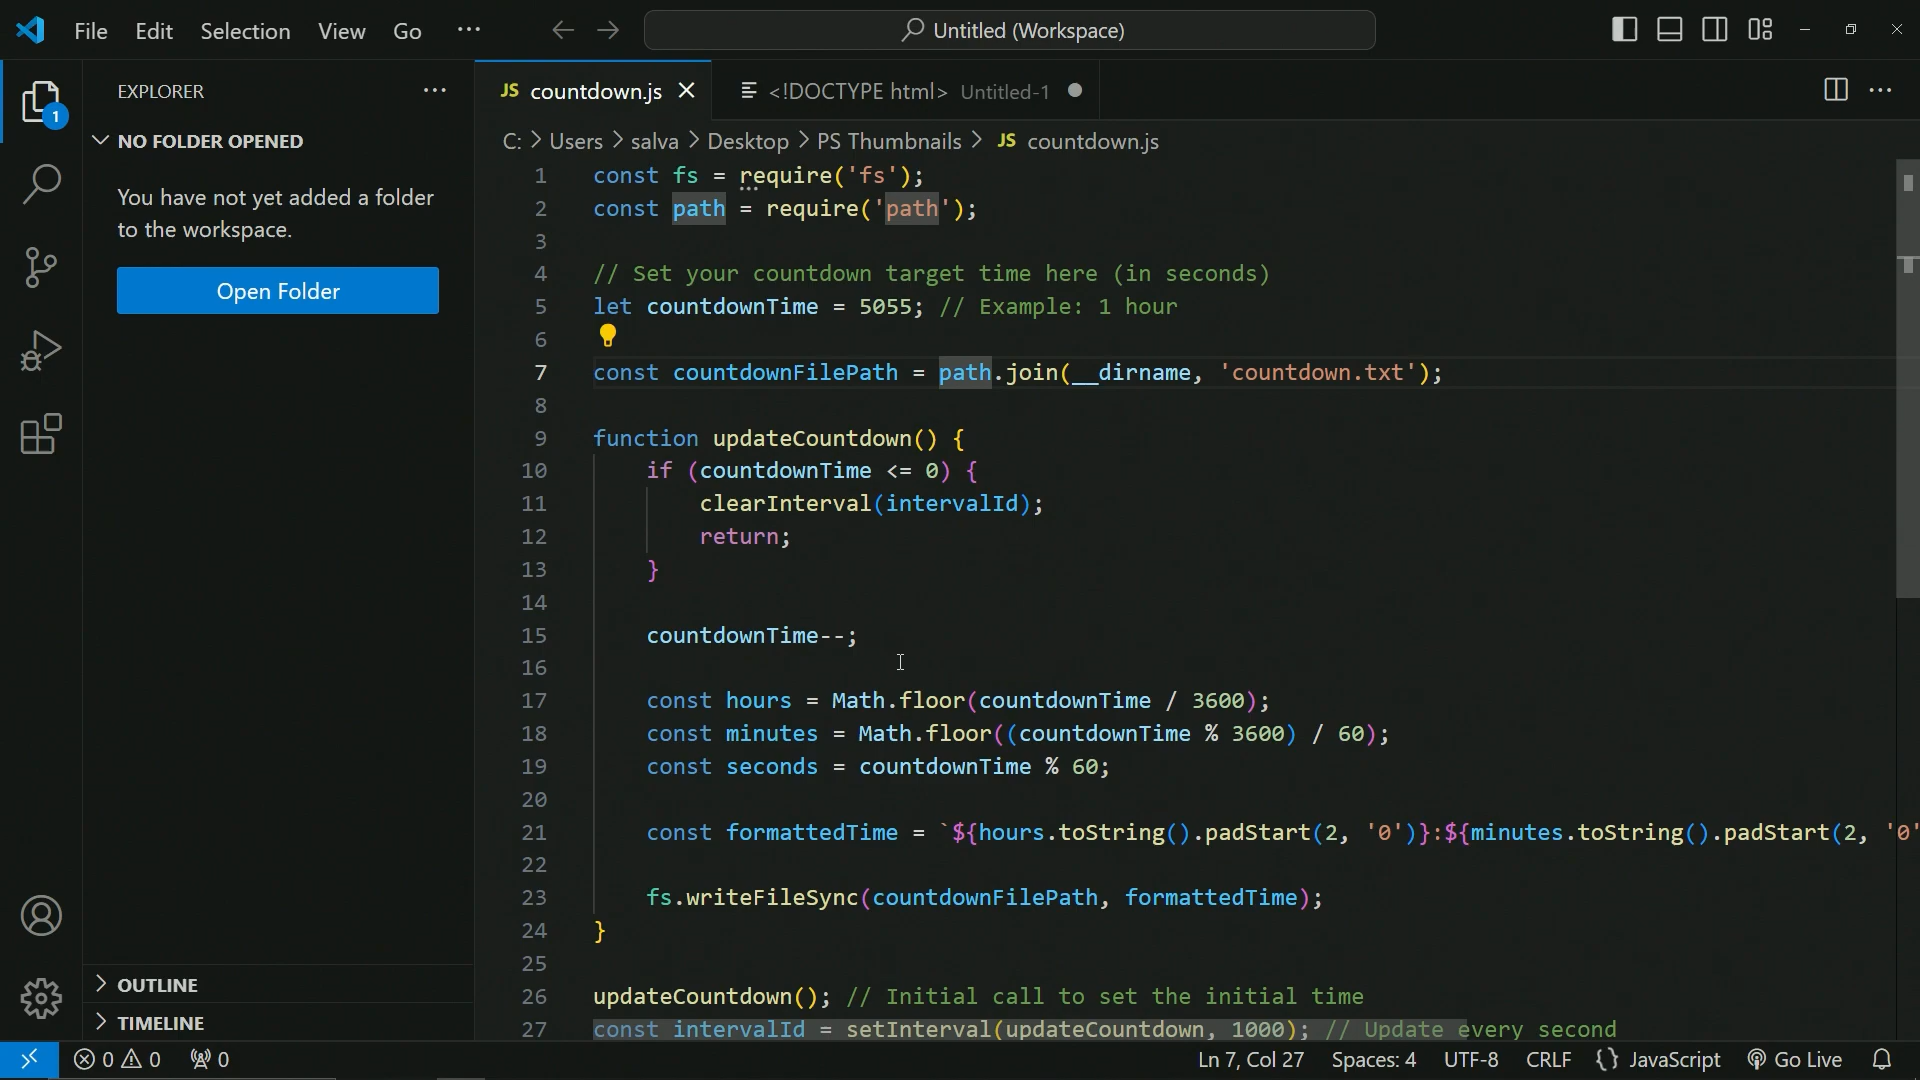 File Edit Selection View Go ···
Untitled (Workspace)
EXPLORER ···
1
NO FOLDER OPENED
You have not yet added a folder
to the workspace.
Open Folder
OUTLINE
TIMELINE
JS countdown.js
<!DOCTYPE html> Untitled-1
C: > Users > salva > Desktop > PS Thumbnails > JS countdown.js
1 const fs = require('fs');
2 const path = require('path');
3
4 // Set your countdown target time here (in seconds)
5 let countdownTime = 5055; // Example: 1 hour
6
7 const countdownFilePath = path.join(__dirname, 'countdown.txt');
8
9 function updateCountdown() {
10 if (countdownTime <= 0) {
11 clearInterval(intervalId);
12 return;
13 }
14
15 countdownTime--;
16
17 const hours = Math.floor(countdownTime / 3600);
18 const minutes = Math.floor((countdownTime % 3600) / 60);
19 const seconds = countdownTime % 60;
20
21 const formattedTime = `${hours.toString().padStart(2, '0')}:${minutes.toString().padStart(2, '0'
22
23 fs.writeFileSync(countdownFilePath, formattedTime);
24 }
25
26 updateCountdown(); // Initial call to set the initial time
27 const intervalId = setInterval(updateCountdown, 1000); // Update every second
0 0 0
Ln 7, Col 27 Spaces: 4 UTF-8 CRLF {} JavaScript Go Live